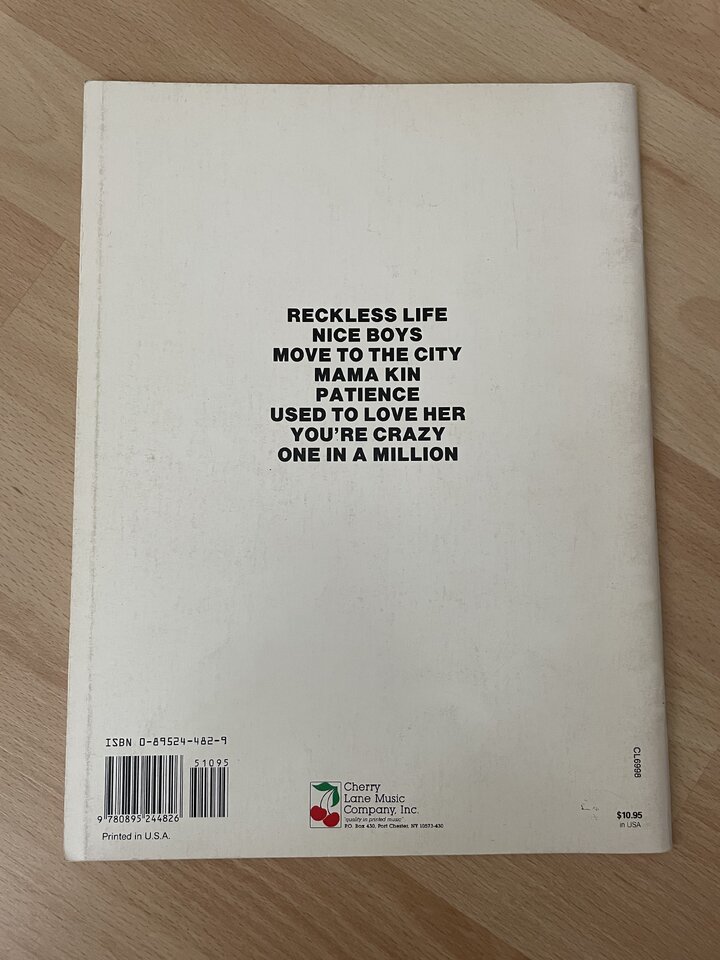 RECKLESS LIFE
NICE BOYS
MOVE TO THE CITY
MAMA KIN
PATIENCE
USED TO LOVE HER
YOU'RE CRAZY
ONE IN A MILLION
ISBN 0-89524-482-9
51095
9 780895 244826
Printed in U.S.A.
Cherry
Lane Music
Company, Inc.
"quality in printed music"
P.O. Box 430, Port Chester, NY 10573-430
CL6998
$10.95
in USA